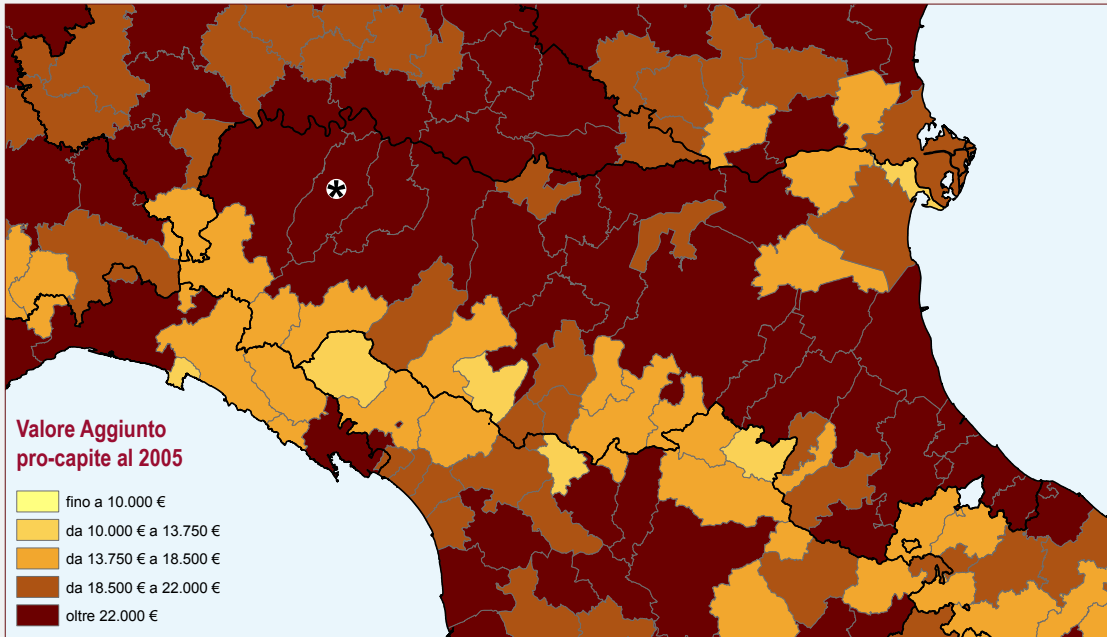 Valore Aggiunto
pro-capite al 2005
fino a 10.000 €
da 10.000 € a 13.750 €
da 13.750 € a 18.500 €
da 18.500 € a 22.000 €
oltre 22.000 €